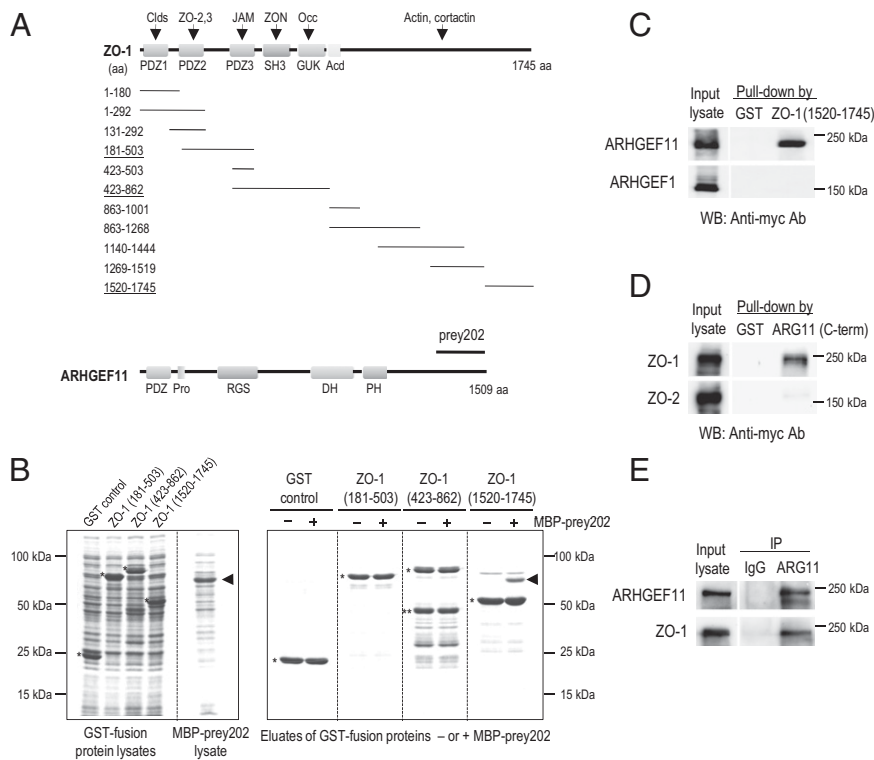 A
Clds ZO-2,3 JAM ZON Occ Actin, cortactin
ZO-1
(aa)
PDZ1 PDZ2 PDZ3 SH3 GUK Acd 1745 aa
1-180
1-292
131-292
181-503
423-503
423-862
863-1001
863-1268
1140-1444
1269-1519
1520-1745
prey202
ARHGEF11
PDZ Pro RGS DH PH 1509 aa
B
GST control
ZO-1 (181-503)
ZO-1 (423-862)
ZO-1 (1520-1745)
100 kDa
50 kDa
25 kDa
15 kDa
*
*
*
*
GST-fusion
protein lysates
MBP-prey202
lysate
GST
control
ZO-1
(181-503)
ZO-1
(423-862)
ZO-1
(1520-1745)
– + – + – + – + MBP-prey202
*
*
*
**
*
100 kDa
50 kDa
25 kDa
15 kDa
Eluates of GST-fusion proteins – or + MBP-prey202
C
Input
lysate
Pull-down by
GST ZO-1 (1520-1745)
ARHGEF11
250 kDa
ARHGEF1
150 kDa
WB: Anti-myc Ab
D
Input
lysate
Pull-down by
GST ARG11 (C-term)
ZO-1
250 kDa
ZO-2
150 kDa
WB: Anti-myc Ab
E
Input
lysate
IP
IgG ARG11
ARHGEF11
250 kDa
ZO-1
250 kDa